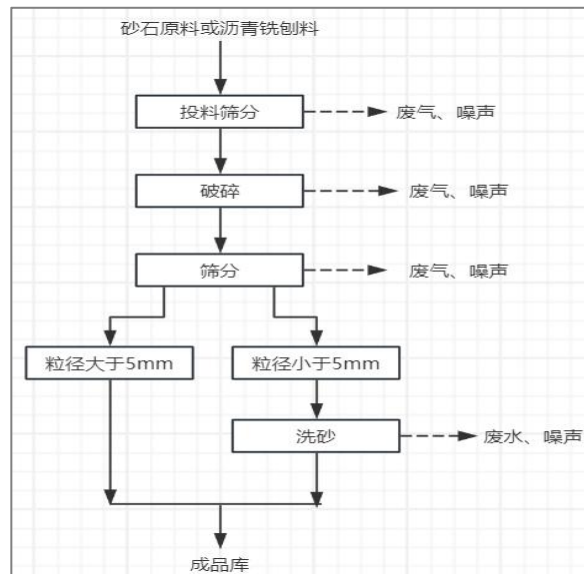 砂石原料或沥青铣刨料
投料筛分
废气、噪声
破碎
废气、噪声
筛分
废气、噪声
粒径大于5mm
粒径小于5mm
洗砂
废水、噪声
成品库